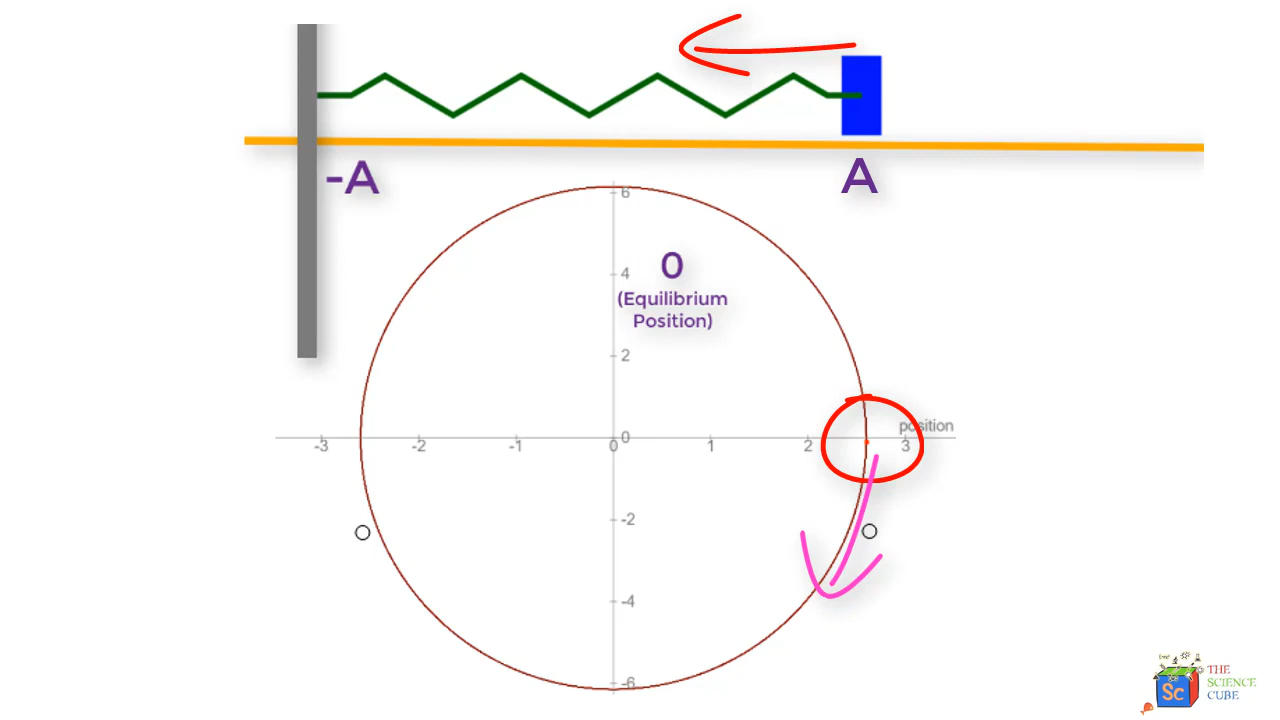 -A
A
6
0
4
(Equilibrium
Position)
2
position
-3
-2
-1
0
0
1
2
3
-2
-4
-6
THE
SCIENCE
CUBE
Sc